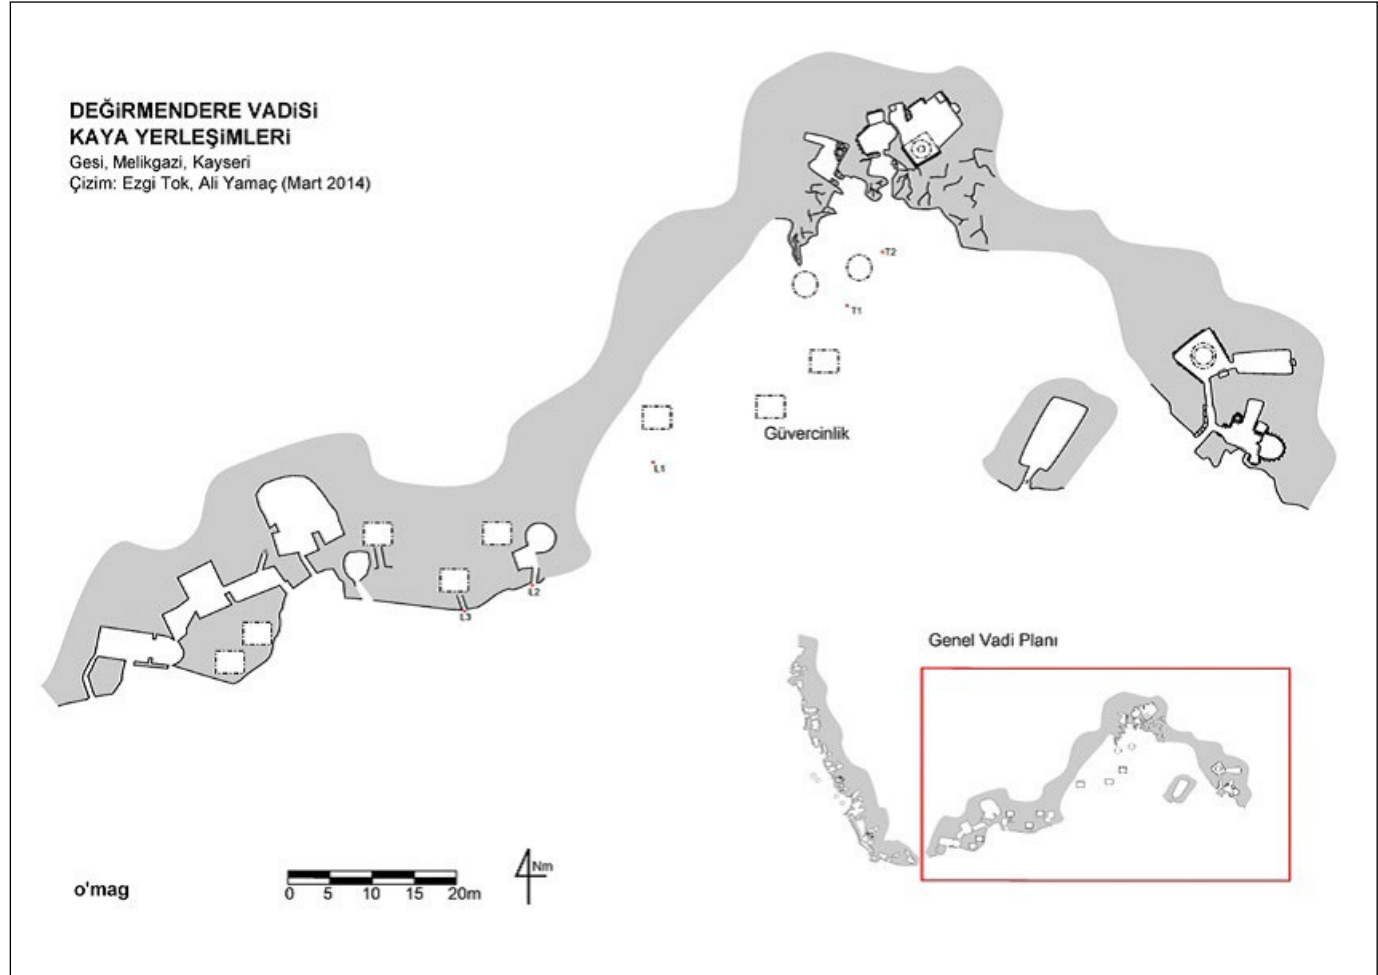 DEĞİRMENDERE VADİSİ
KAYA YERLEŞİMLERİ
Gesi, Melikgazi, Kayseri
Çizim: Ezgi Tok, Ali Yamaç (Mart 2014)
T2
T1
Güvercinlik
L1
L2
L3
Genel Vadi Planı
o'mag
0 5 10 15 20m
Nm